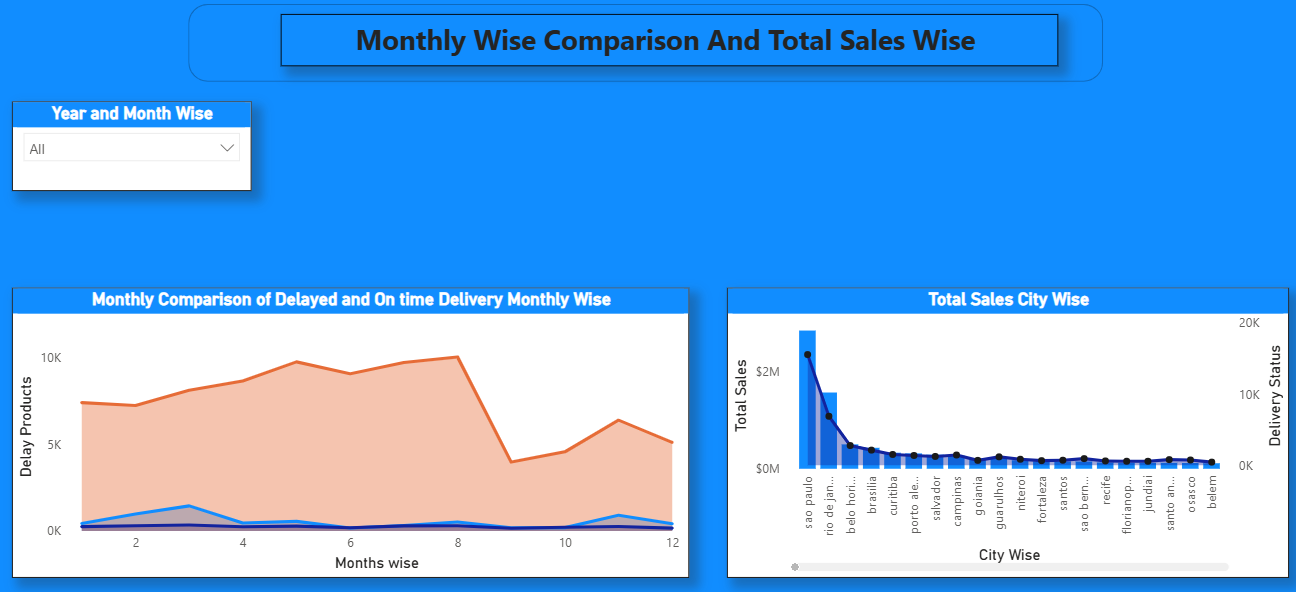 Monthly Wise Comparison And Total Sales Wise
Year and Month Wise
All
Monthly Comparison of Delayed and On time Delivery Monthly Wise
Delay Products
10K
5K
0K
2
4
6
8
10
12
Months wise
Total Sales City Wise
Total Sales
$2M
$0M
20K
10K
0K
Delivery Status
sao paulo
rio de jan...
belo hori...
brasilia
curitiba
porto ale...
salvador
campinas
goiania
guarulhos
niteroi
fortaleza
santos
sao bern...
recife
florianop...
jundiai
santo an...
osasco
belem
City Wise